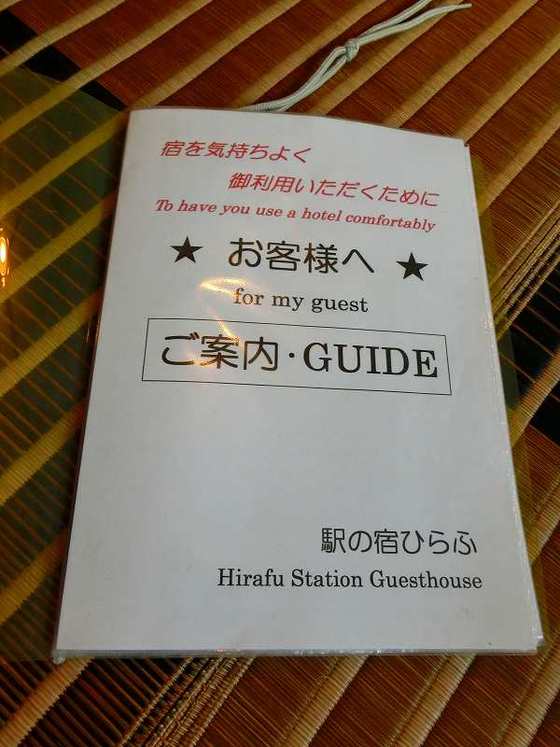 宿を気持ちよく
御利用いただくために
To have you use a hotel comfortably
★ お客様へ ★
for my guest
ご案内・GUIDE
駅の宿ひらふ
Hirafu Station Guesthouse